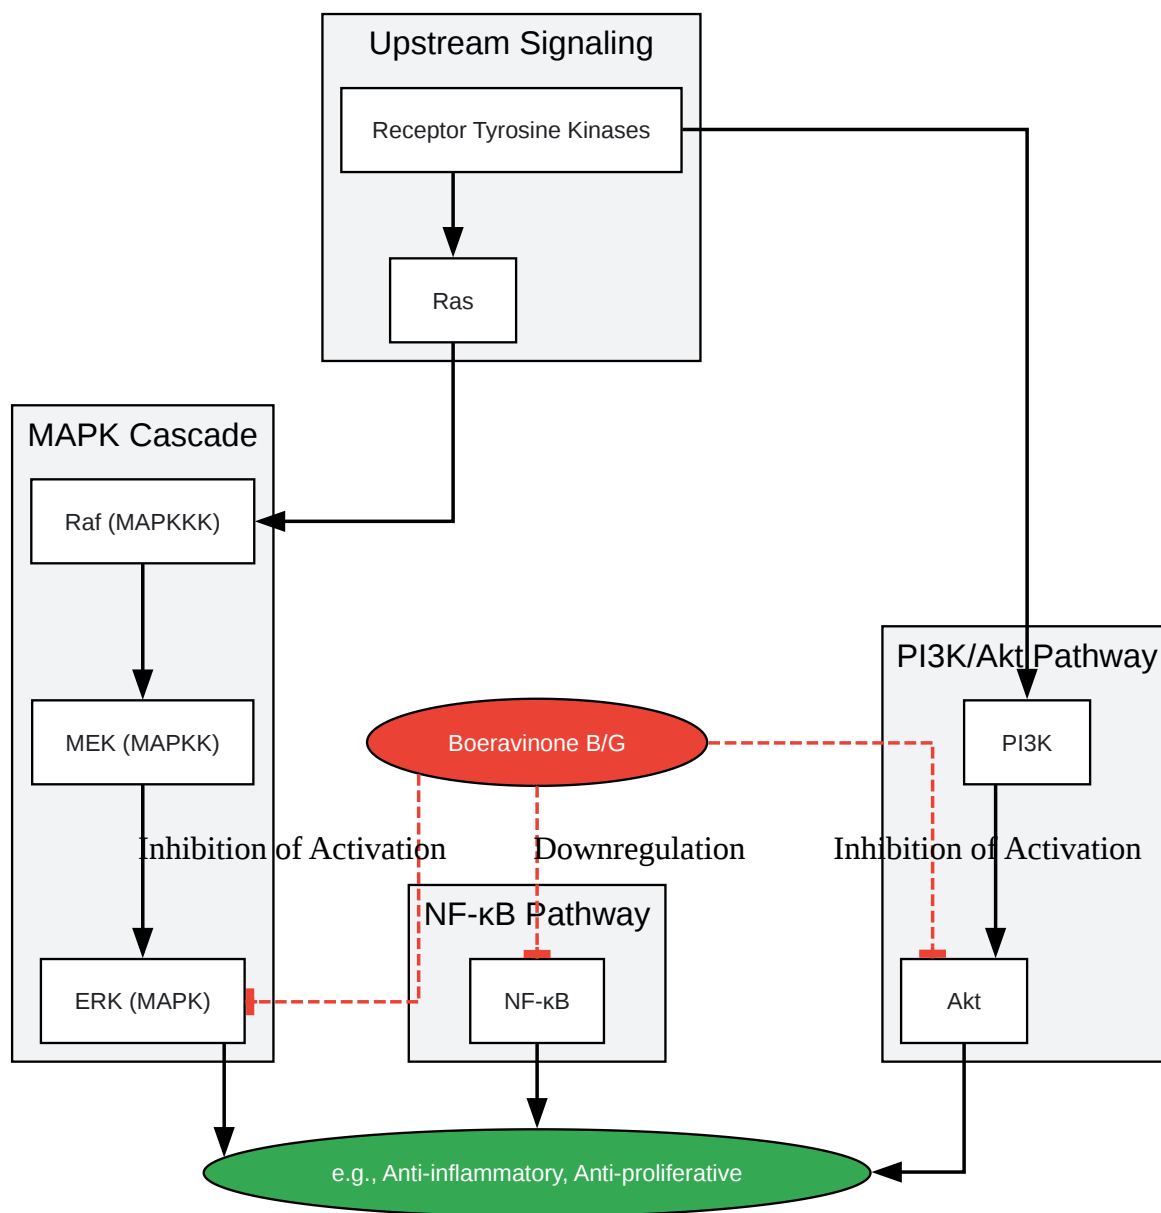 Upstream Signaling
Receptor Tyrosine Kinases
Ras
MAPK Cascade
Raf (MAPKKK)
MEK (MAPKK)
ERK (MAPK)
Boeravinone B/G
Inhibition of Activation
Downregulation
Inhibition of Activation
NF-κB Pathway
NF-κB
PI3K/Akt Pathway
PI3K
Akt
e.g., Anti-inflammatory, Anti-proliferative